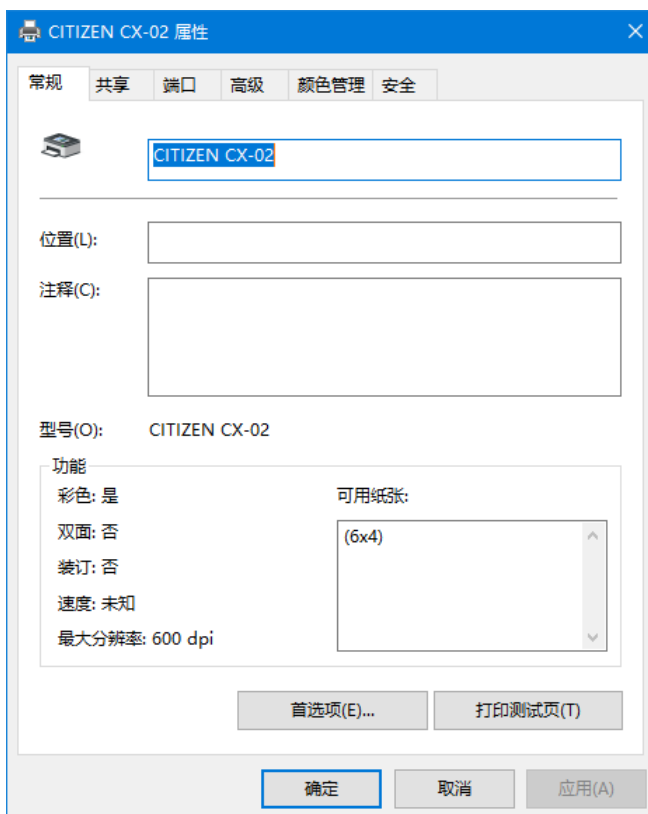 CITIZEN CX-02 属性
常规 共享 端口 高级 颜色管理 安全
CITIZEN CX-02
位置(L):
注释(C):
型号(O): CITIZEN CX-02
功能
彩色: 是
可用纸张:
双面: 否
(6x4)
装订: 否
速度: 未知
最大分辨率: 600 dpi
首选项(E)... 打印测试页(T)
确定 取消 应用(A)